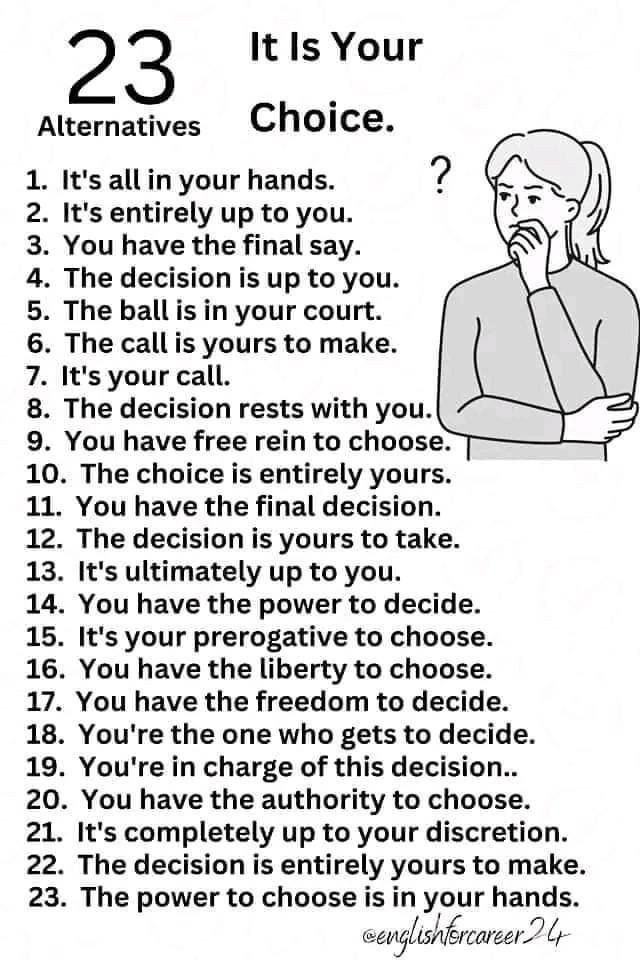 23
Alternatives
It Is Your
Choice.
?
1. It's all in your hands.
2. It's entirely up to you.
3. You have the final say.
4. The decision is up to you.
5. The ball is in your court.
6. The call is yours to make.
7. It's your call.
8. The decision rests with you.
9. You have free rein to choose.
10. The choice is entirely yours.
11. You have the final decision.
12. The decision is yours to take.
13. It's ultimately up to you.
14. You have the power to decide.
15. It's your prerogative to choose.
16. You have the liberty to choose.
17. You have the freedom to decide.
18. You're the one who gets to decide.
19. You're in charge of this decision..
20. You have the authority to choose.
21. It's completely up to your discretion.
22. The decision is entirely yours to make.
23. The power to choose is in your hands.
@englishforcareer24